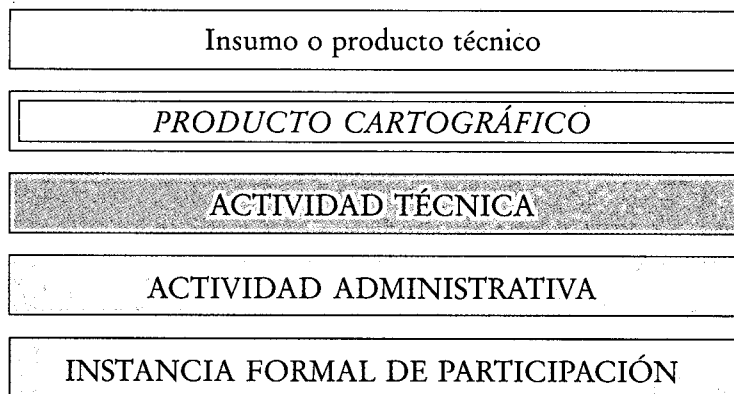 Insumo o producto técnico
PRODUCTO CARTOGRÁFICO
ACTIVIDAD TÉCNICA
ACTIVIDAD ADMINISTRATIVA
INSTANCIA FORMAL DE PARTICIPACIÓN